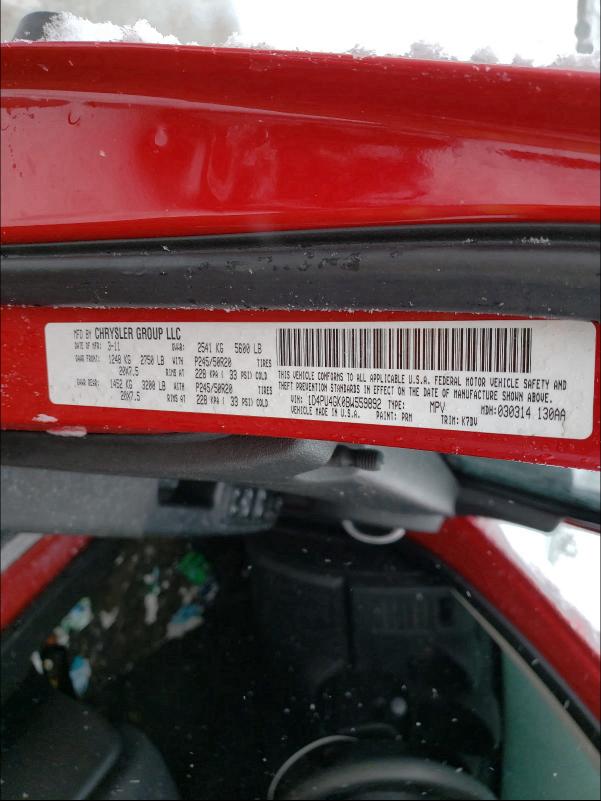 MFD BY CHRYSLER GROUP LLC
DATE OF MFR: 3-11 GVWR: 2541 KG 5600 LB
GAWR FRONT: 1248 KG 2750 LB WITH P245/50R20 TIRES
20X7.5 RIMS AT 228 KPA ( 33 PSI) COLD
GAWR REAR: 1452 KG 3200 LB WITH P245/50R20 TIRES
20X7.5 RIMS AT 228 KPA ( 33 PSI) COLD
THIS VEHICLE CONFORMS TO ALL APPLICABLE U.S.A. FEDERAL MOTOR VEHICLE SAFETY AND
THEFT PREVENTION STANDARDS IN EFFECT ON THE DATE OF MANUFACTURE SHOWN ABOVE.
VIN: 1D4PU4GK0BW559892 TYPE: MPV MDH: 030314 130AA
VEHICLE MADE IN U.S.A. PAINT: PRM TRIM: K7DV